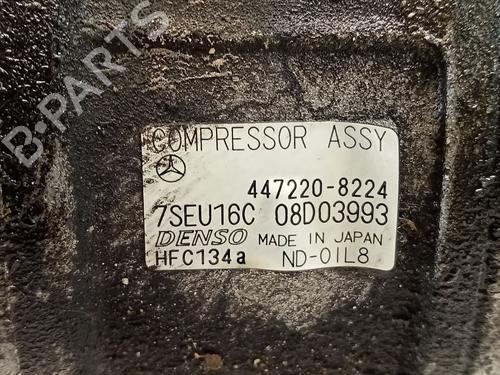 B-PARTS
COMPRESSOR ASSY
447220-8224
7SEU16C 08D03993
DENSO MADE IN JAPAN
HFC134a ND-OIL8